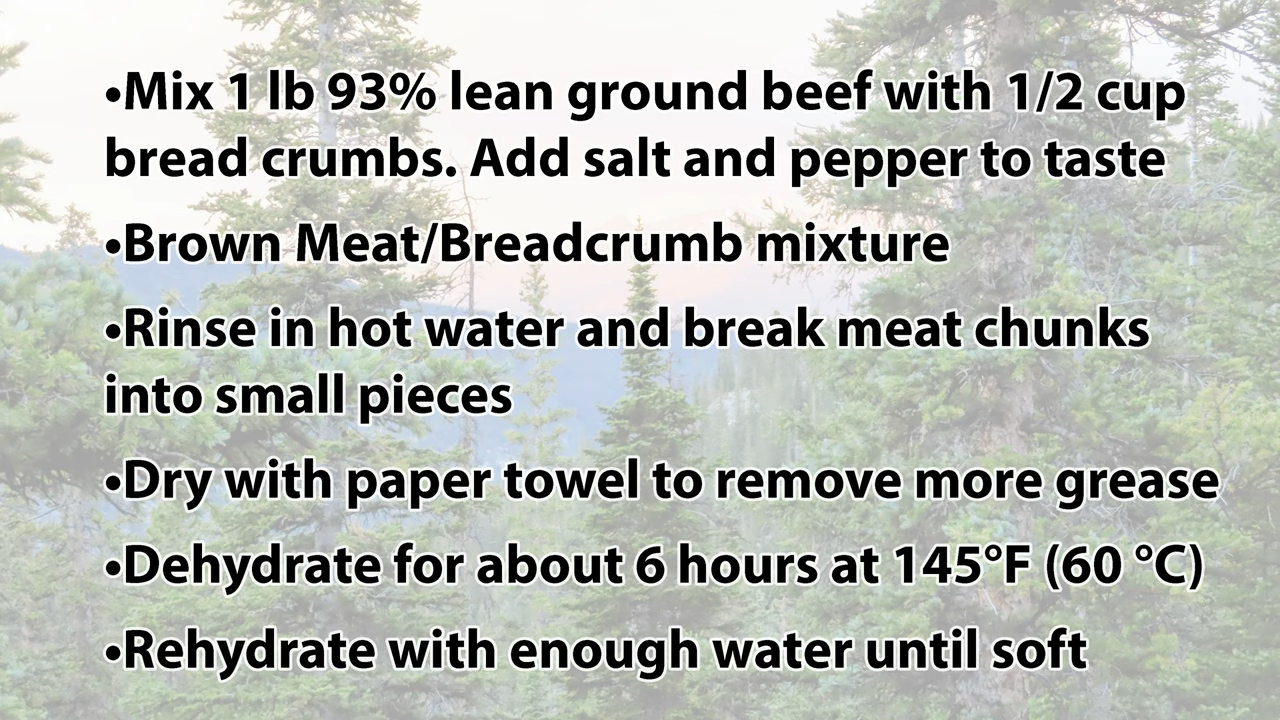 •Mix 1 lb 93% lean ground beef with 1/2 cup
bread crumbs. Add salt and pepper to taste
•Brown Meat/Breadcrumb mixture
•Rinse in hot water and break meat chunks
into small pieces
•Dry with paper towel to remove more grease
•Dehydrate for about 6 hours at 145°F (60 °C)
•Rehydrate with enough water until soft